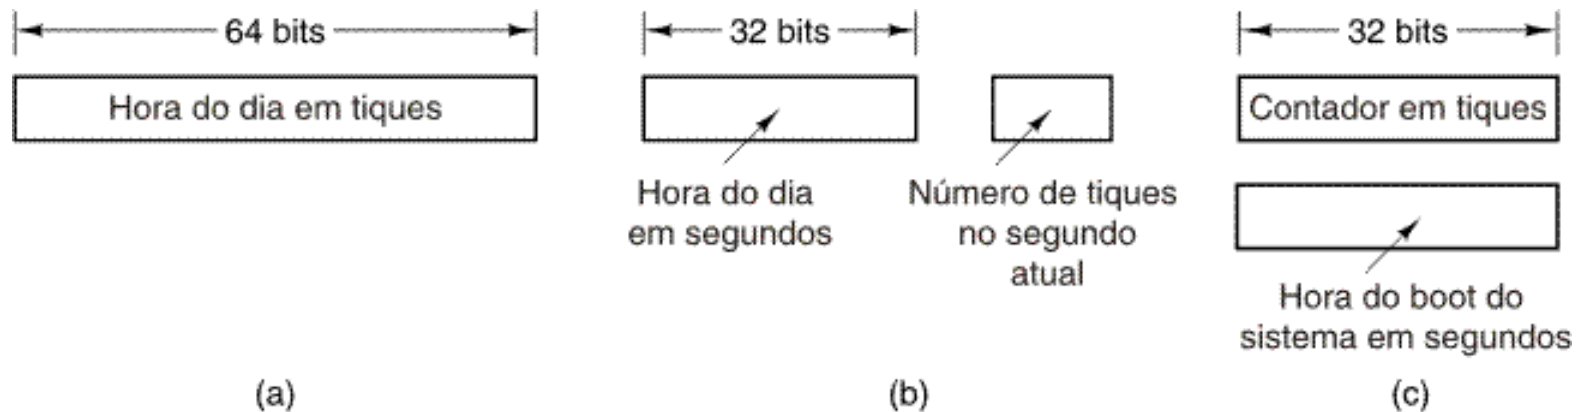 64 bits
Hora do dia em tiques
(a)
32 bits
Hora do dia
em segundos
Número de tiques
no segundo
atual
(b)
32 bits
Contador em tiques
Hora do boot do
sistema em segundos
(c)